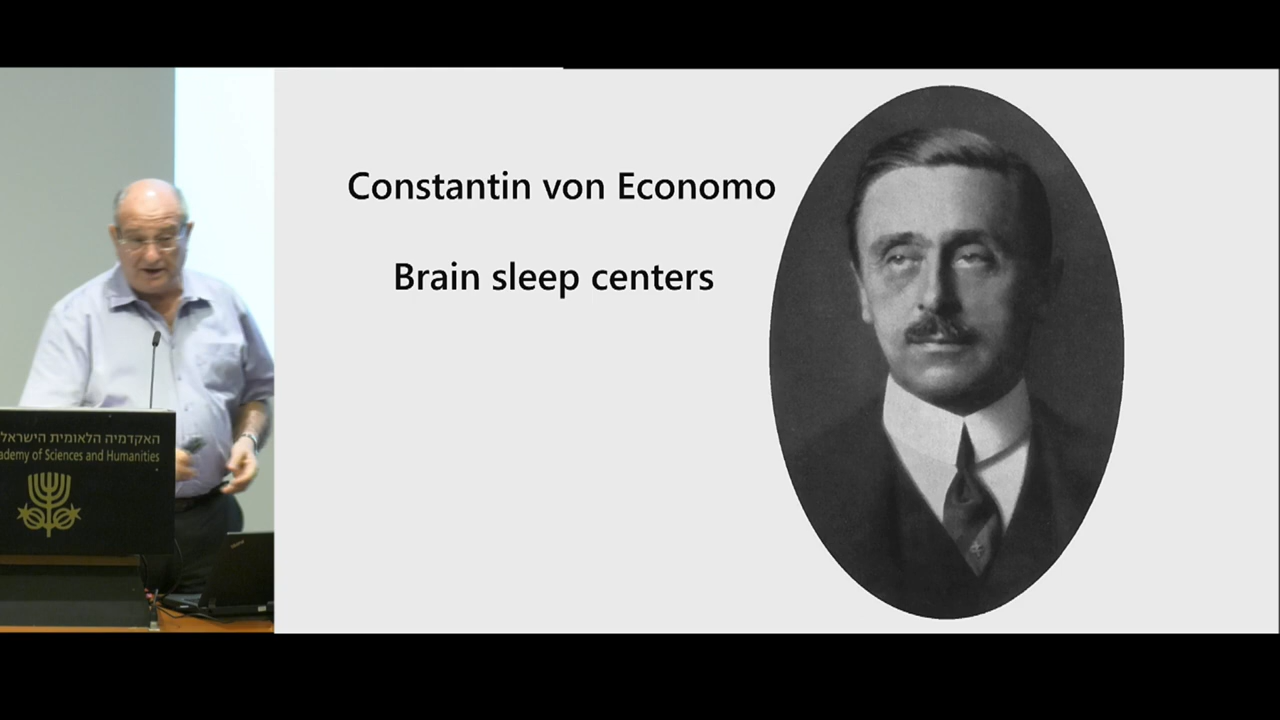 Constantin von Economo
Brain sleep centers
האקדמיה הלאומית
of Sciences and Humanities